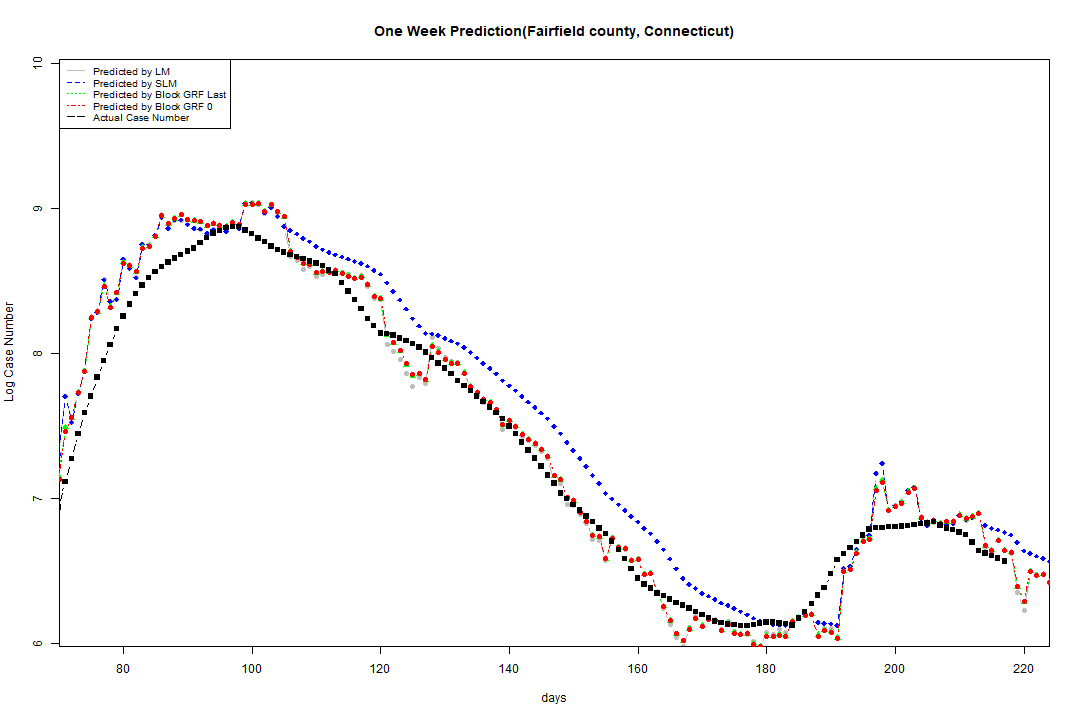 One Week Prediction(Fairfield county, Connecticut)
Predicted by LM
Predicted by SLM
Predicted by Block GRF Last
Predicted by Block GRF 0
Actual Case Number
Log Case Number
10
9
8
7
6
80 100 120 140 160 180 200 220
days